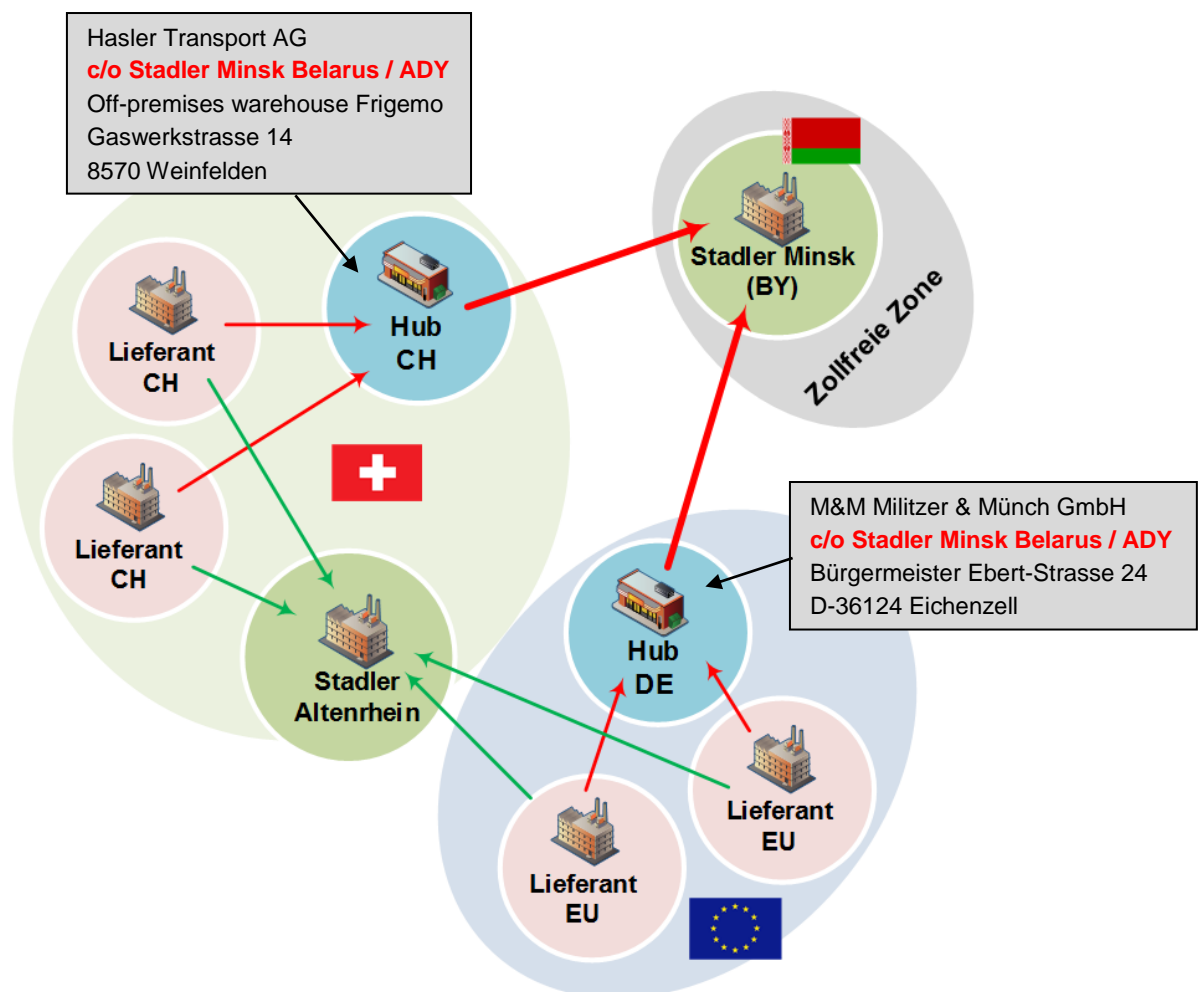 Hasler Transport AG
c/o Stadler Minsk Belarus / ADY
Off-premises warehouse Frigemo
Gaswerkstrasse 14
8570 Weinfelden
Stadler Minsk
(BY)
Zollfreie Zone
Hub
CH
Lieferant
CH
Lieferant
CH
Stadler
Altenrhein
M&M Militzer & Münch GmbH
c/o Stadler Minsk Belarus / ADY
Bürgermeister Ebert-Strasse 24
D-36124 Eichenzell
Hub
DE
Lieferant
EU
Lieferant
EU